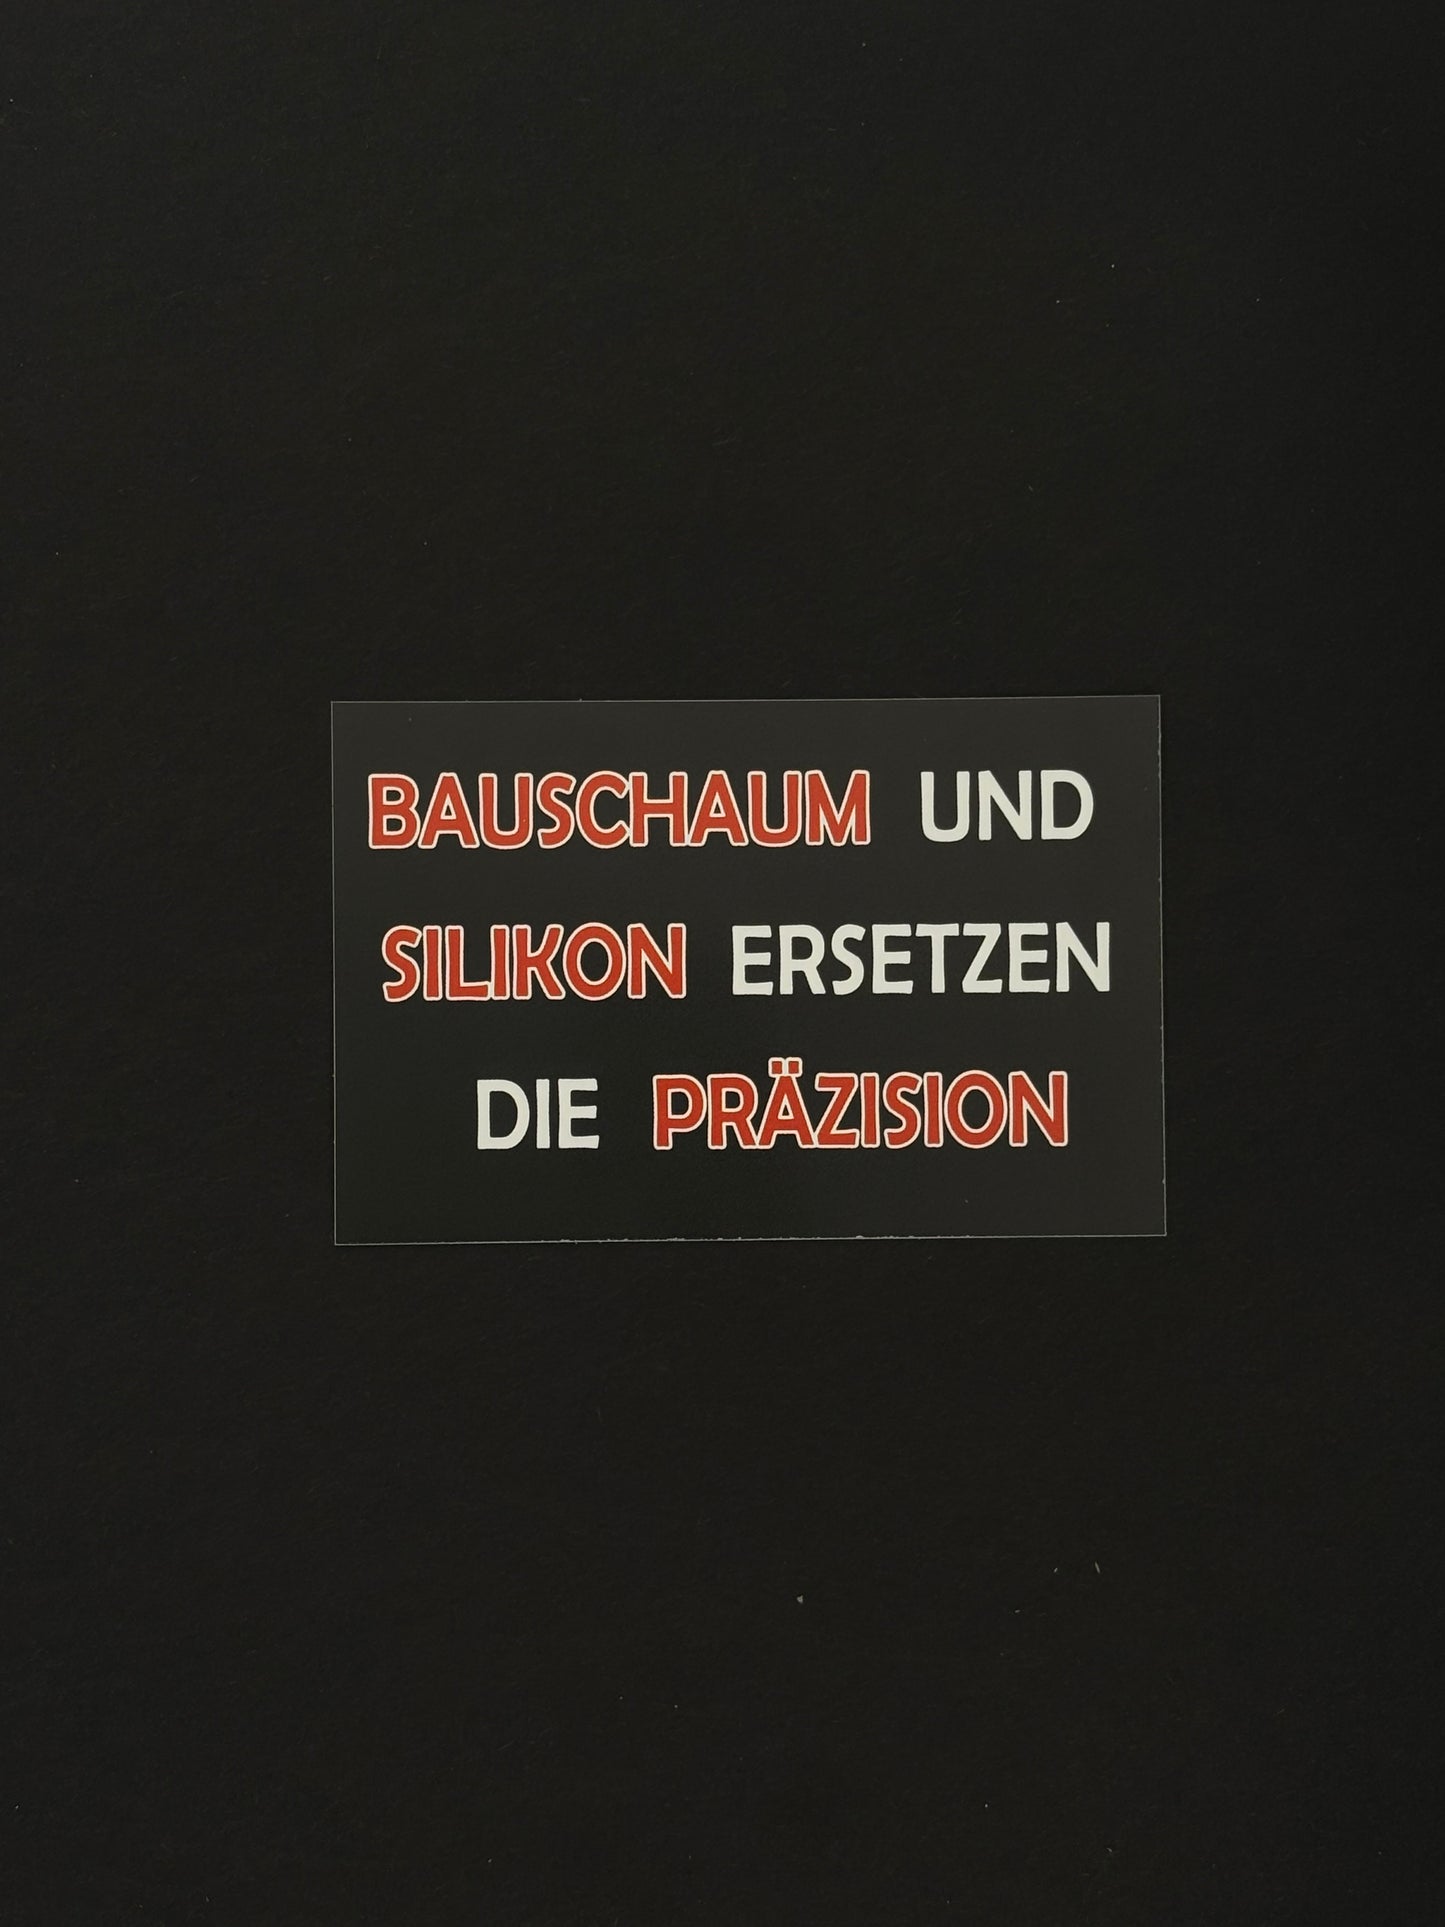 BAUSCHAUM UND
SILIKON ERSETZEN
DIE PRÄZISION